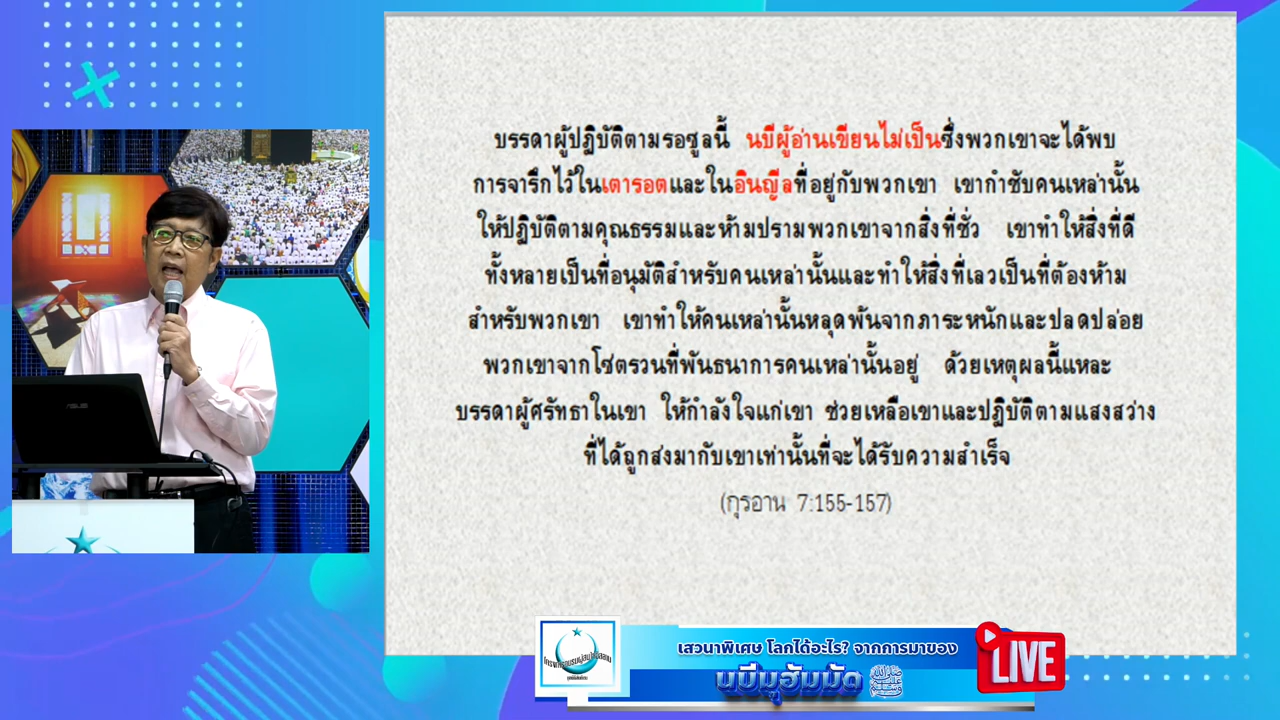 บรรดาผู้ปฏิบัติตามรอซูลนี้ นบีผู้อ่านเขียนไม่เป็นซึ่งพวกเขาจะได้พบ
การจารึกไว้ในเตารอตและในอินญีลที่อยู่กับพวกเขา เขากำชับคนเหล่านั้น
ให้ปฏิบัติตามคุณธรรมและห้ามปรามพวกเขาจากสิ่งที่ชั่ว เขาทำให้สิ่งที่ดี
ทั้งหลายเป็นที่อนุมัติสำหรับคนเหล่านั้นและทำให้สิ่งที่เลวเป็นที่ต้องห้าม
สำหรับพวกเขา เขาทำให้คนเหล่านั้นหลุดพ้นจากภาระหนักและปลดปล่อย
พวกเขาจากโซ่ตรวนที่พันธนาการคนเหล่านั้นอยู่ ด้วยเหตุผลนี้แหละ
บรรดาผู้ศรัทธาในเขา ให้กำลังใจแก่เขา ช่วยเหลือเขาและปฏิบัติตามแสงสว่าง
ที่ได้ถูกส่งมากับเขาเท่านั้นที่จะได้รับความสำเร็จ
(กุรอาน 7:155-157)
เสวนาพิเศษ โลกได้อะไร? จากการมาของ
นบีมุฮัมมัด
LIVE